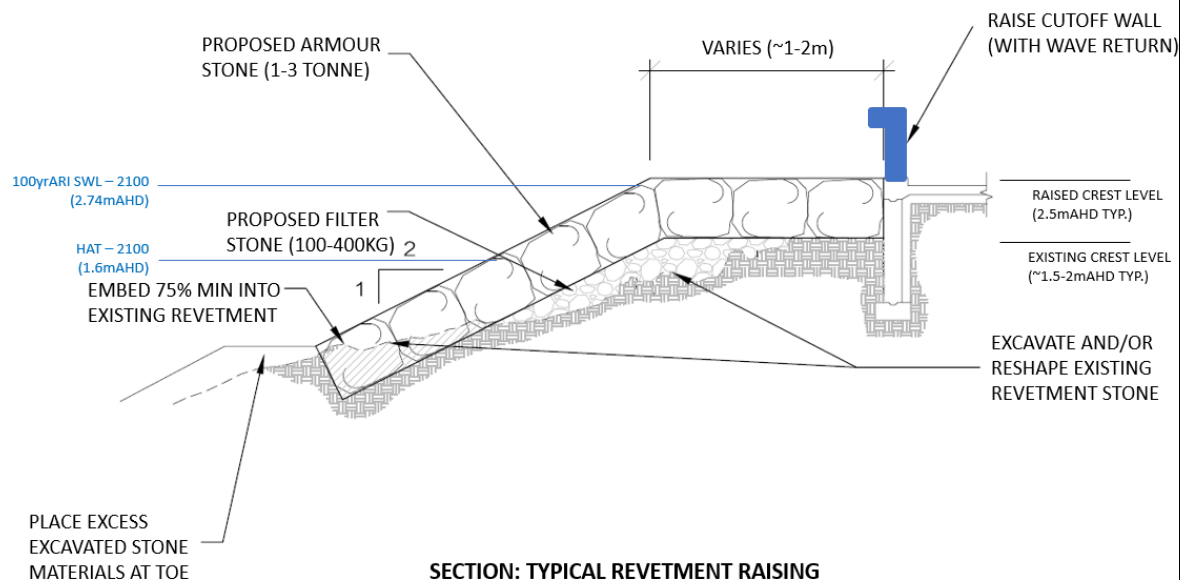 RAISE CUTOFF WALL
(WITH WAVE RETURN)
PROPOSED ARMOUR
STONE (1-3 TONNE)
VARIES (~1-2m)
100yrARI SWL – 2100
(2.74mAHD)
RAISED CREST LEVEL
(2.5mAHD TYP.)
PROPOSED FILTER
STONE (100-400KG)
HAT – 2100
(1.6mAHD)
2
1
EXISTING CREST LEVEL
(~1.5-2mAHD TYP.)
EMBED 75% MIN INTO
EXISTING REVETMENT
EXCAVATE AND/OR
RESHAPE EXISTING
REVETMENT STONE
PLACE EXCESS
EXCAVATED STONE
MATERIALS AT TOE
SECTION: TYPICAL REVETMENT RAISING